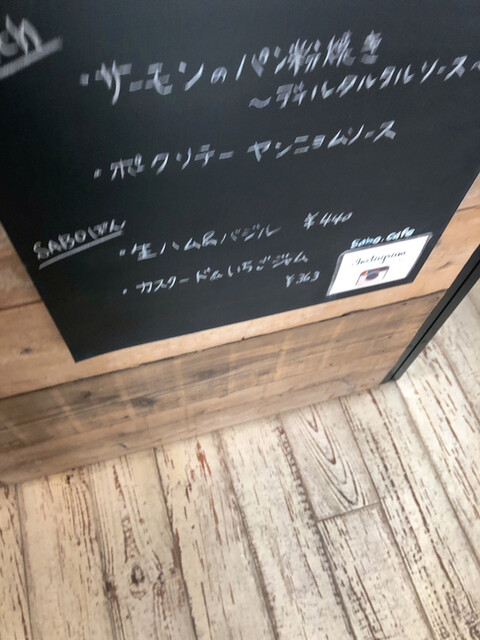 ・サーモンのパン粉焼き
～ディルタルタルソース～
・ポークソテー ヤンニョムソース
SABOぱん
・生ハム&バジル ¥440
・カスタード&いちごジャム
¥363
Sabo.cafe
Instagram